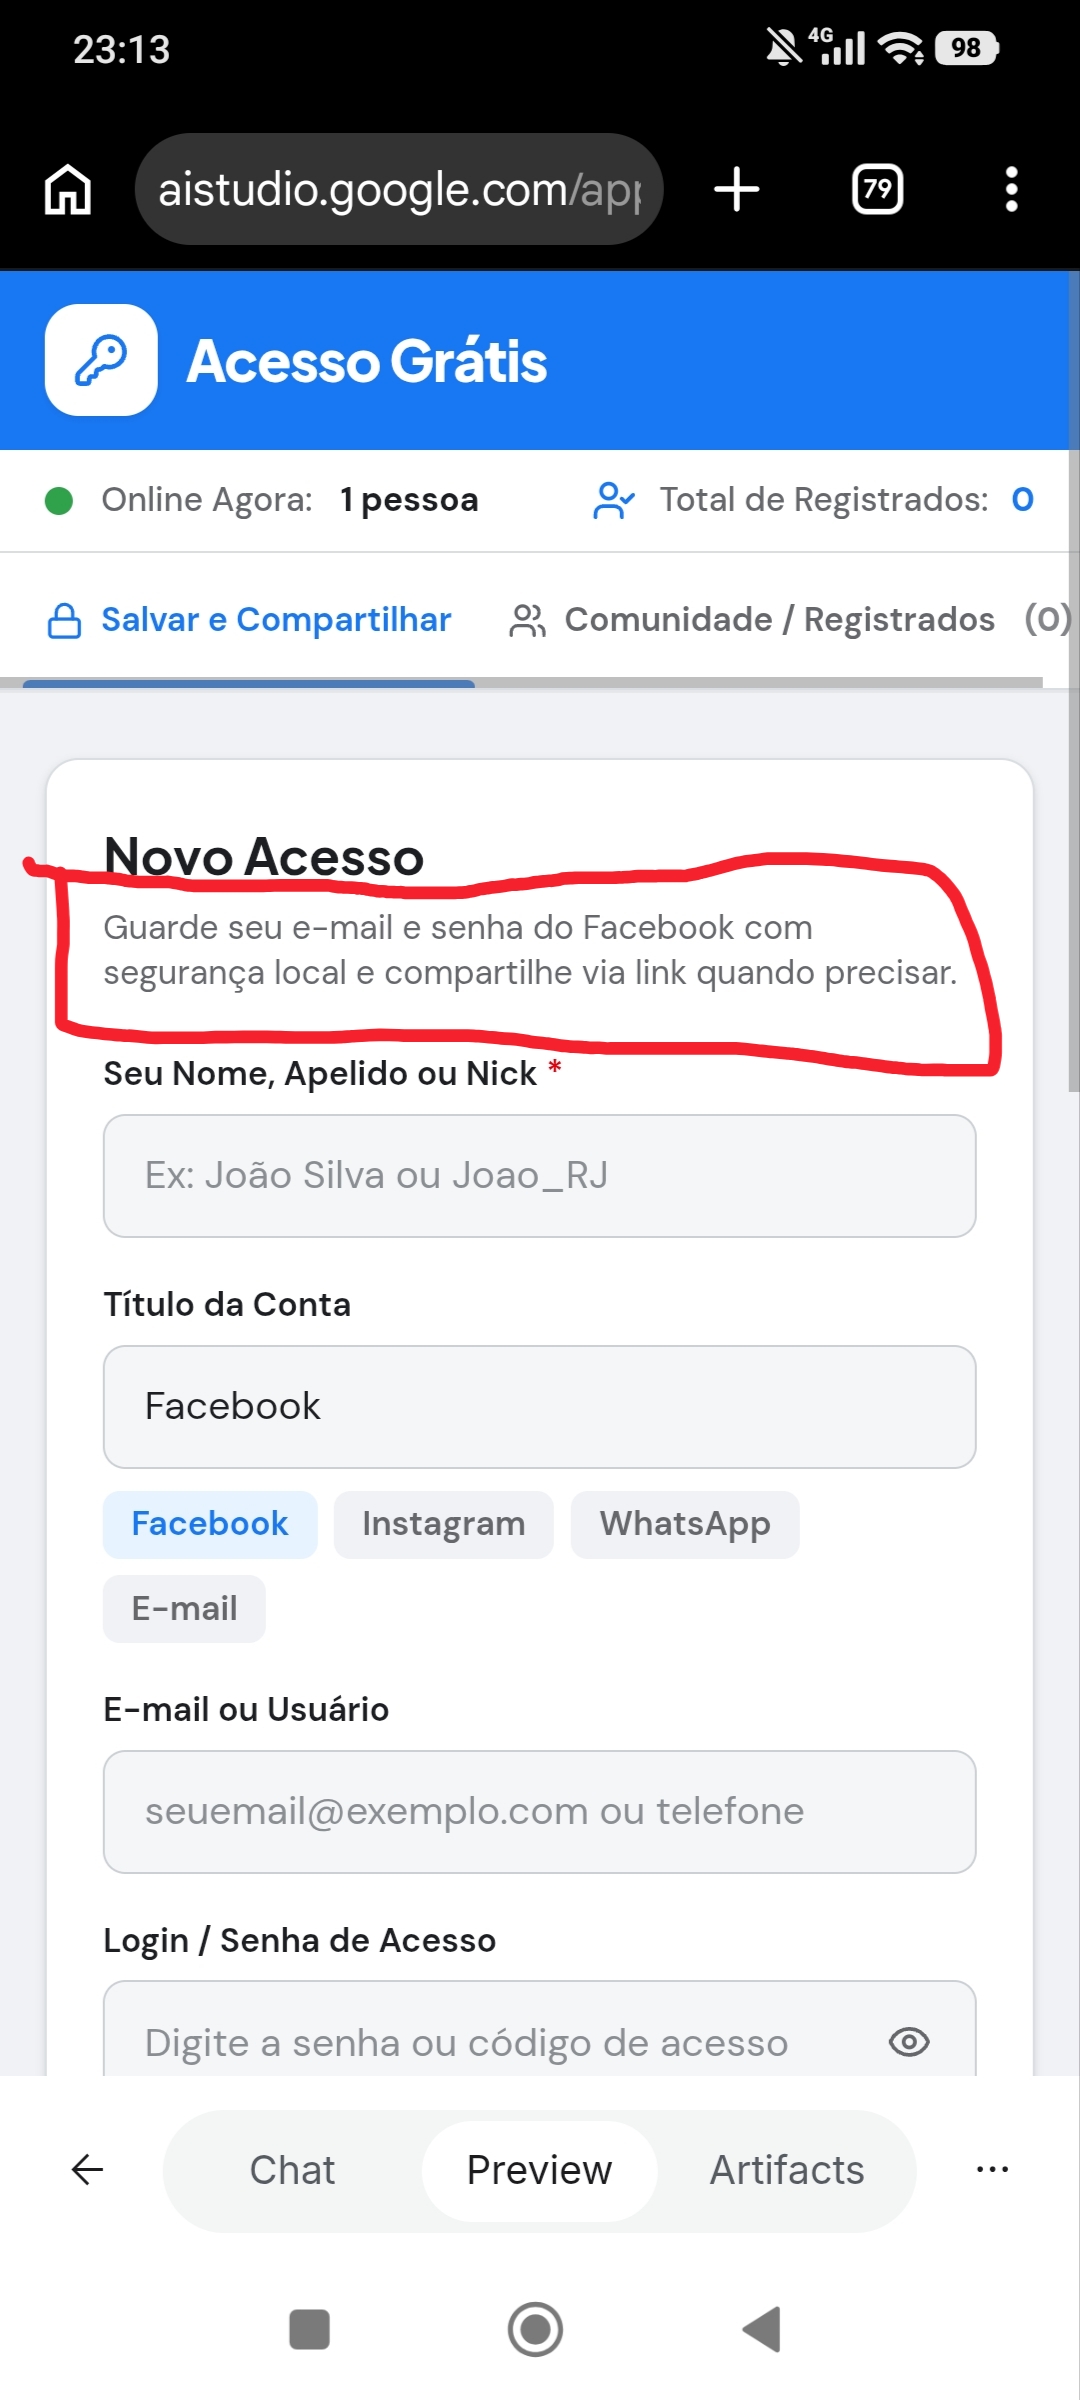 23:13
4G
98
aistudio.google.com/app
79
Acesso Grátis
Online Agora: 1 pessoa
Total de Registrados: 0
Salvar e Compartilhar
Comunidade / Registrados (0)
Novo Acesso
Guarde seu e-mail e senha do Facebook com
segurança local e compartilhe via link quando precisar.
Seu Nome, Apelido ou Nick *
Ex: João Silva ou Joao_RJ
Título da Conta
Facebook
Facebook Instagram WhatsApp
E-mail
E-mail ou Usuário
seuemail@exemplo.com ou telefone
Login / Senha de Acesso
Digite a senha ou código de acesso
Chat Preview Artifacts